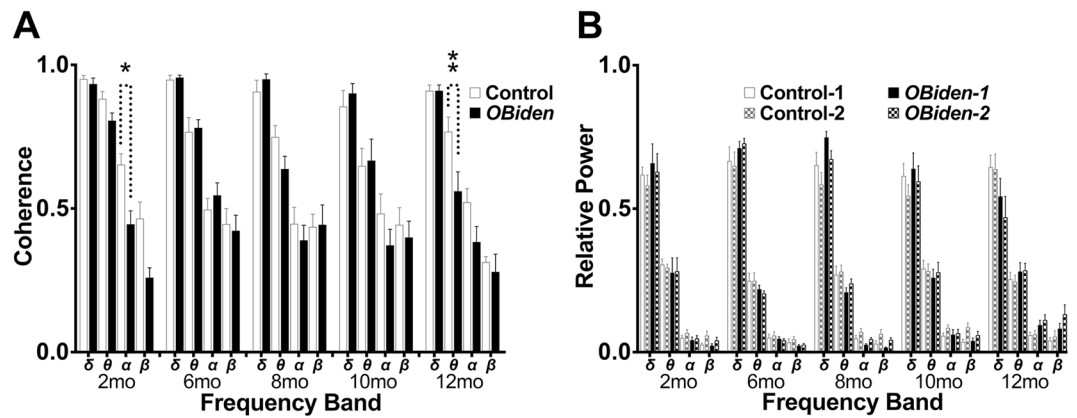 A
B
*
**
1.0
0.5
0.0
Coherence
Control
OBiden
δ θ α β δ θ α β δ θ α β δ θ α β δ θ α β
2mo 6mo 8mo 10mo 12mo
Frequency Band
1.0
0.5
0.0
Relative Power
Control-1 OBiden-1
Control-2 OBiden-2
δ θ α β δ θ α β δ θ α β δ θ α β δ θ α β
2mo 6mo 8mo 10mo 12mo
Frequency Band